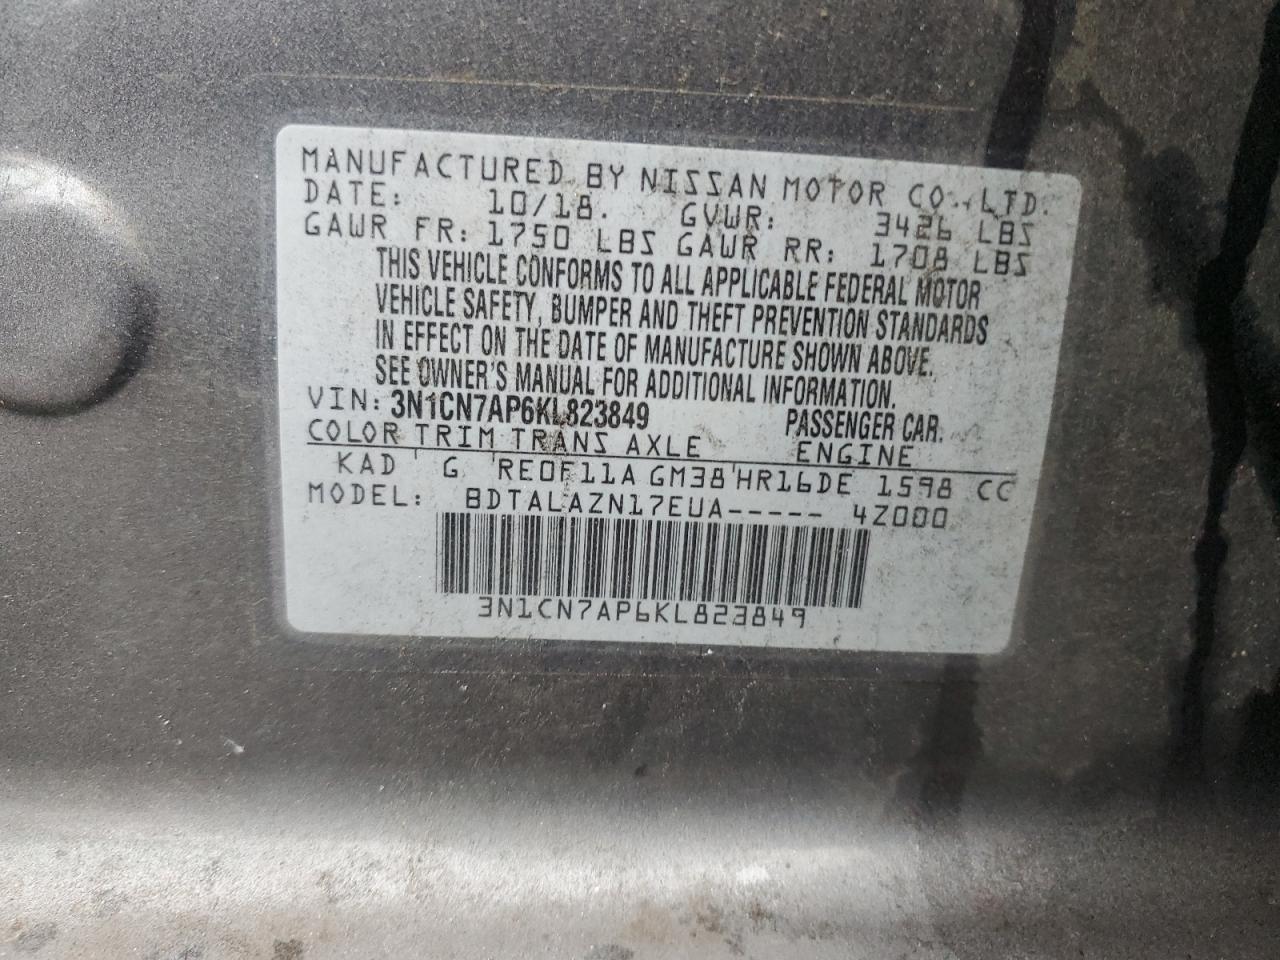 MANUFACTURED BY NISSAN MOTOR CO., LTD.
DATE: 10/18. GVWR: 3426 LBS
GAWR FR: 1750 LBS GAWR RR: 1708 LBS
THIS VEHICLE CONFORMS TO ALL APPLICABLE FEDERAL MOTOR
VEHICLE SAFETY, BUMPER AND THEFT PREVENTION STANDARDS
IN EFFECT ON THE DATE OF MANUFACTURE SHOWN ABOVE.
SEE OWNER'S MANUAL FOR ADDITIONAL INFORMATION.
VIN: 3N1CN7AP6KL823849 PASSENGER CAR.
COLOR TRIM TRANS AXLE ENGINE
KAD G RE0F11A GM38 HR16DE 1598 CC
MODEL: BDTALAZN17EUA----- 4Z000
3N1CN7AP6KL823849